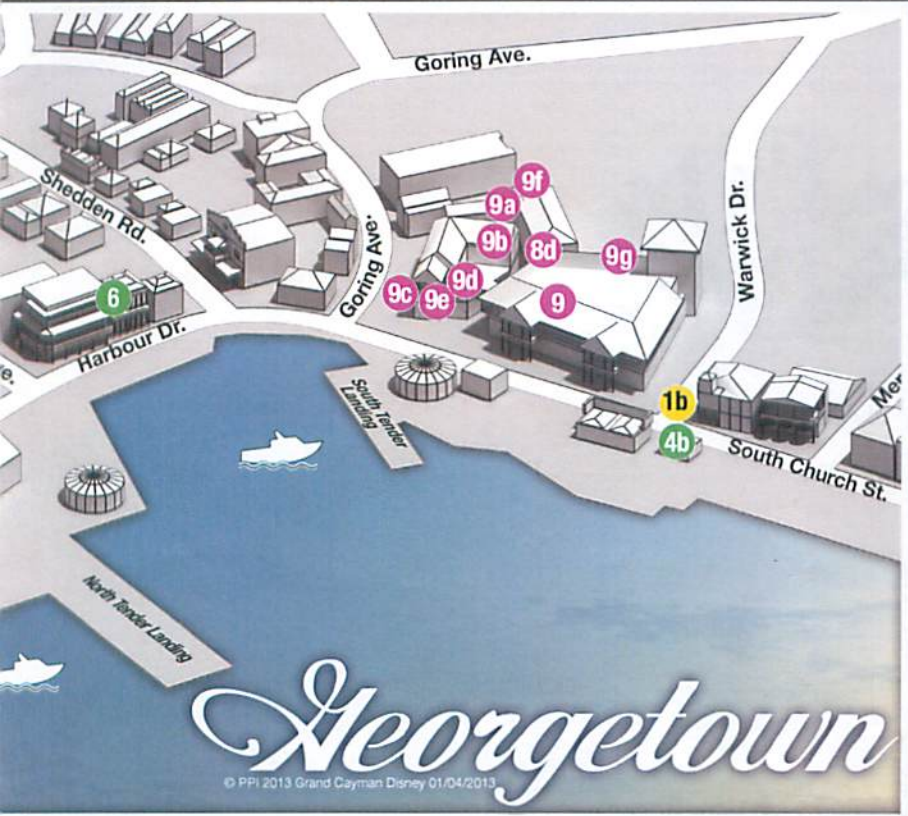 Goring Ave.
Shedden Rd.
9f
9a
9b
8d
9g
Goring Ave.
Warwick Dr.
9c
9e
9d
9
6
Harbour Dr.
e.
South Tender
Landing
1b
4b
Mer
South Church St.
North Tender Landing
Georgetown
© PPI 2013 Grand Cayman Disney 01/04/2013